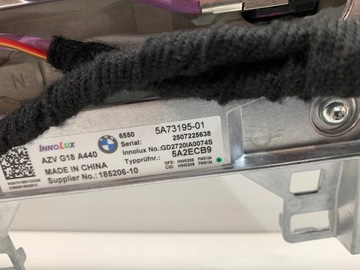 InnoLux
AZV G18 A440
MADE IN CHINA
Supplier No.:185206-10
6550
Serial:
5A73195-01
2507225638
Innolux No.:GD2720IA0074S
Typprüfnr.: 5A2ECB9